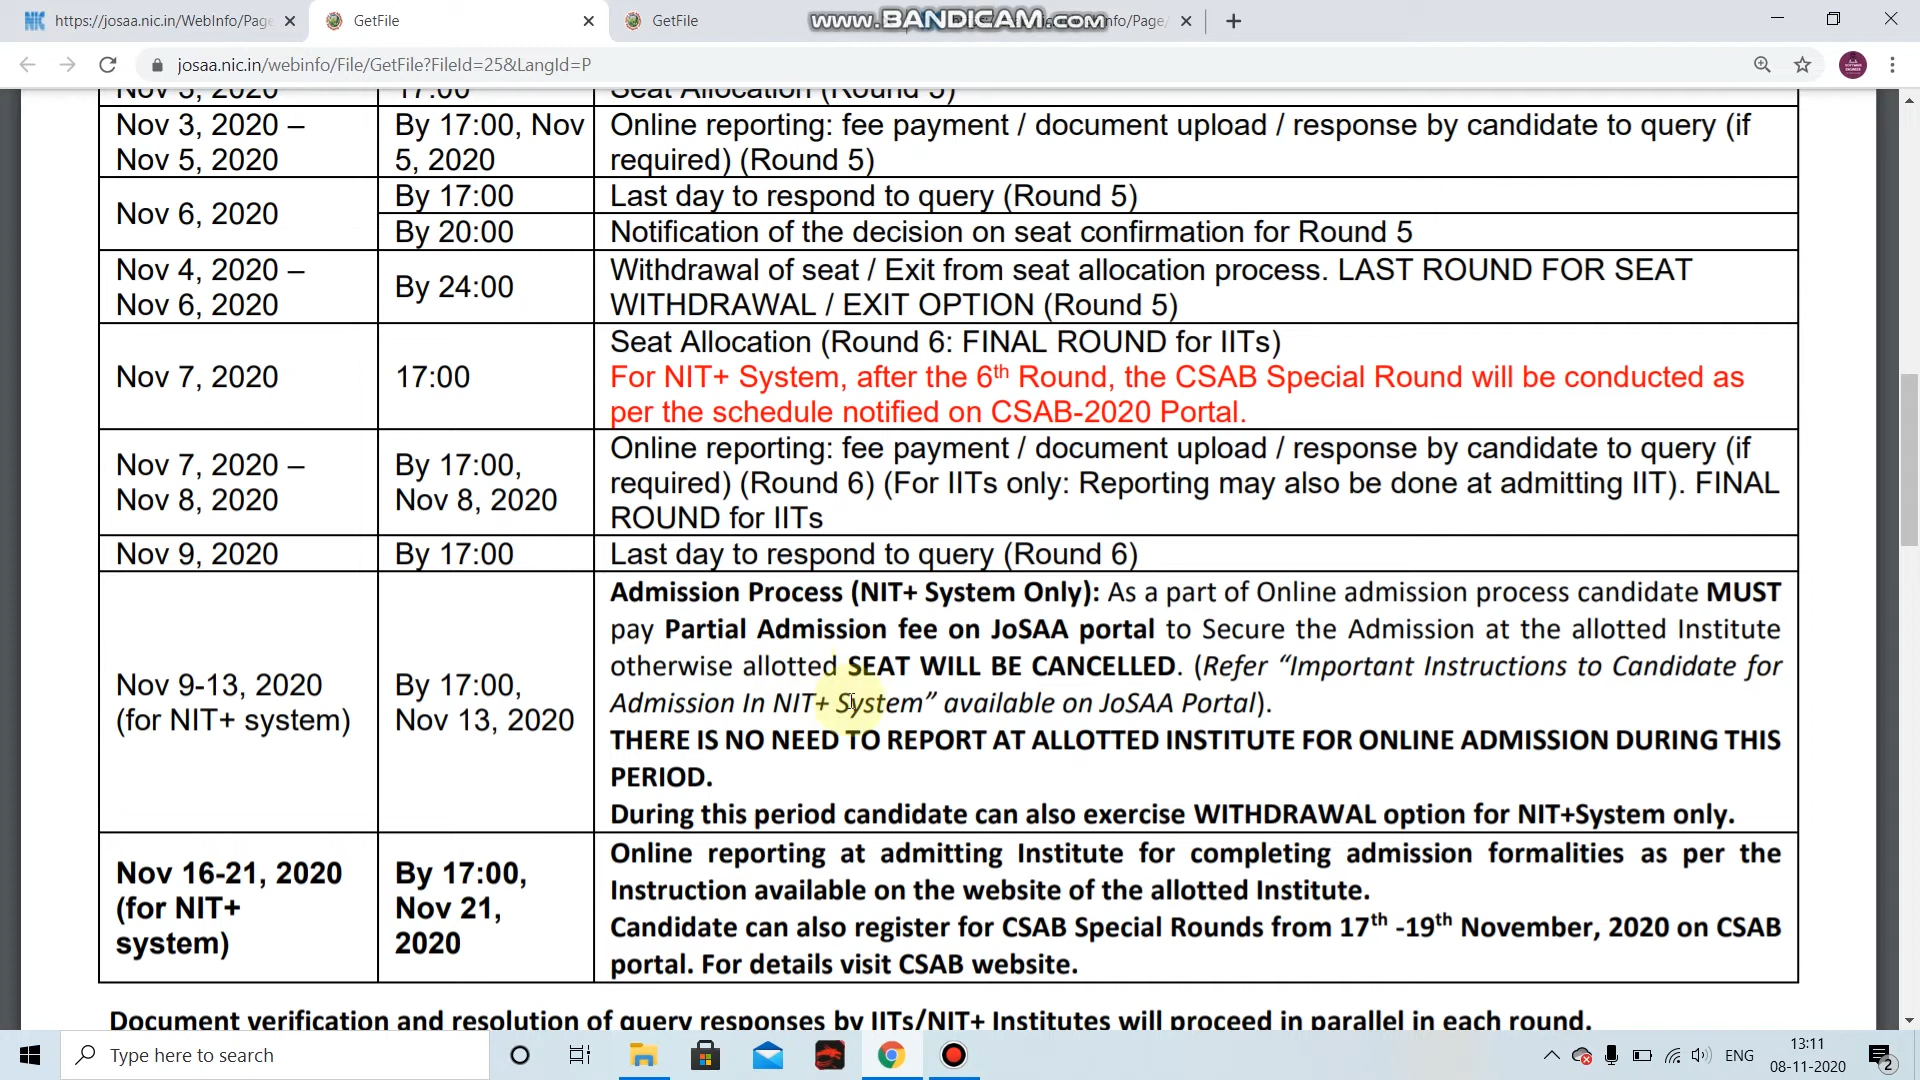 https://josaa.nic.in/WebInfo/Page
GetFile
GetFile
www.BANDICAM.com
nfo/Page/
josaa.nic.in/webinfo/File/GetFile?FileId=25&LangId=P
Nov 3, 2020
17:00
Seat Allocation (Round 5)
Nov 3, 2020 –
Nov 5, 2020
By 17:00, Nov
5, 2020
Online reporting: fee payment / document upload / response by candidate to query (if
required) (Round 5)
Nov 6, 2020
By 17:00
Last day to respond to query (Round 5)
By 20:00
Notification of the decision on seat confirmation for Round 5
Nov 4, 2020 –
Nov 6, 2020
By 24:00
Withdrawal of seat / Exit from seat allocation process. LAST ROUND FOR SEAT
WITHDRAWAL / EXIT OPTION (Round 5)
Nov 7, 2020
17:00
Seat Allocation (Round 6: FINAL ROUND for IITs)
For NIT+ System, after the 6th Round, the CSAB Special Round will be conducted as
per the schedule notified on CSAB-2020 Portal.
Nov 7, 2020 –
Nov 8, 2020
By 17:00,
Nov 8, 2020
Online reporting: fee payment / document upload / response by candidate to query (if
required) (Round 6) (For IITs only: Reporting may also be done at admitting IIT). FINAL
ROUND for IITs
Nov 9, 2020
By 17:00
Last day to respond to query (Round 6)
Nov 9-13, 2020
(for NIT+ system)
By 17:00,
Nov 13, 2020
Admission Process (NIT+ System Only): As a part of Online admission process candidate MUST
pay Partial Admission fee on JoSAA portal to Secure the Admission at the allotted Institute
otherwise allotted SEAT WILL BE CANCELLED. (Refer “Important Instructions to Candidate for
Admission In NIT+ System” available on JoSAA Portal).
THERE IS NO NEED TO REPORT AT ALLOTTED INSTITUTE FOR ONLINE ADMISSION DURING THIS
PERIOD.
During this period candidate can also exercise WITHDRAWAL option for NIT+System only.
Nov 16-21, 2020
(for NIT+
system)
By 17:00,
Nov 21,
2020
Online reporting at admitting Institute for completing admission formalities as per the
Instruction available on the website of the allotted Institute.
Candidate can also register for CSAB Special Rounds from 17th -19th November, 2020 on CSAB
portal. For details visit CSAB website.
Document verification and resolution of query responses by IITs/NIT+ Institutes will proceed in parallel in each round.
Type here to search
ENG
13:11
08-11-2020
2